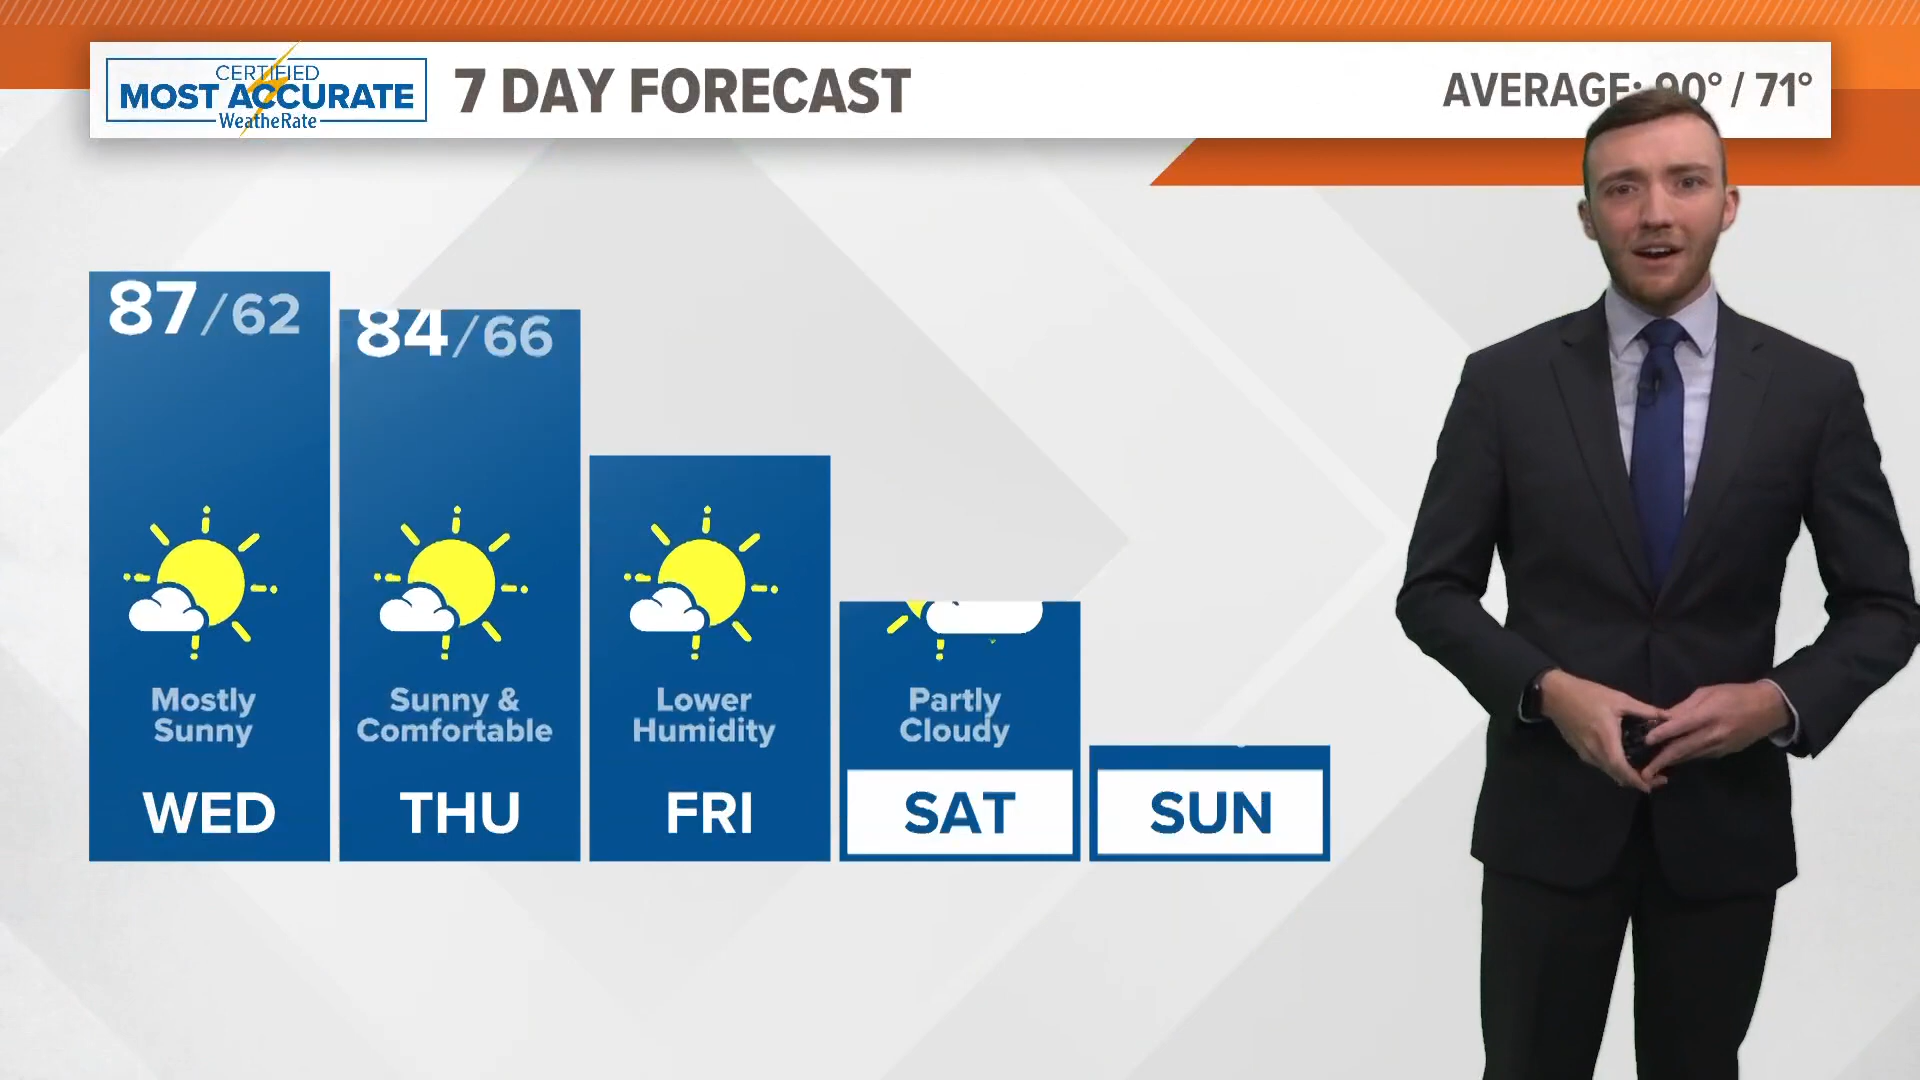 CERTIFIED
MOST ACCURATE
WeatheRate
7 DAY FORECAST
AVERAGE: 90° / 71°
87/62
84/66
Mostly
Sunny
Sunny &
Comfortable
Lower
Humidity
Partly
Cloudy
WED
THU
FRI
SAT
SUN